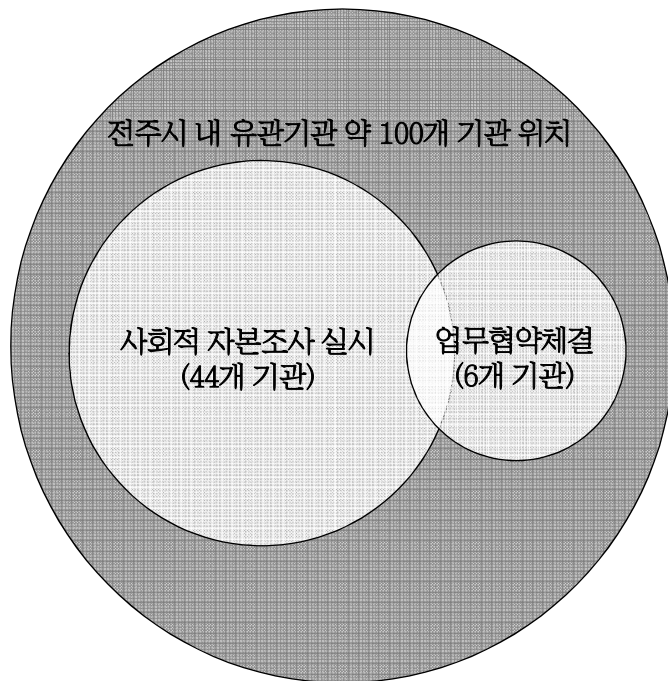 전주시 내 유관기관 약 100개 기관 위치
사회적 자본조사 실시
(44개 기관)
업무협약체결
(6개 기관)